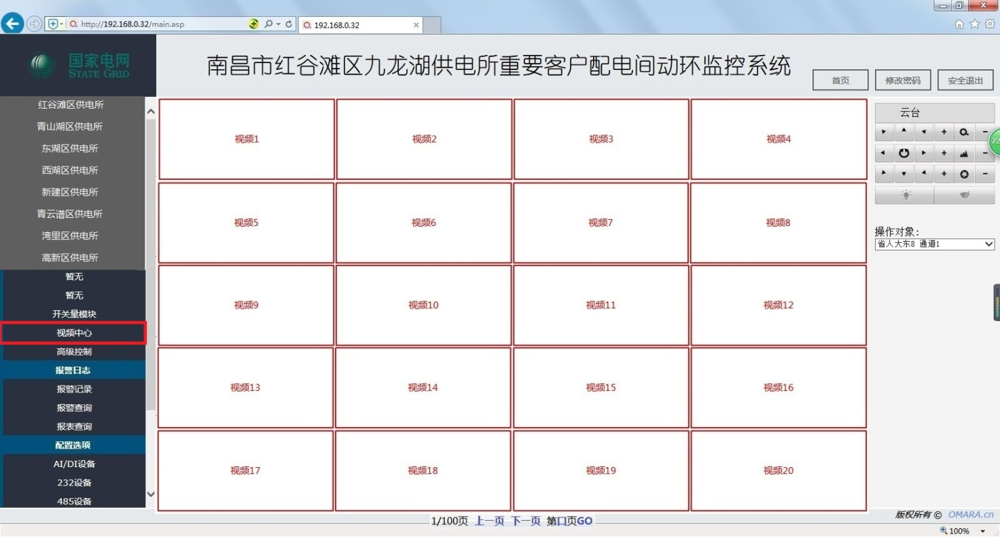 http://192.168.0.32/main.asp
192.168.0.32
国家电网
STATE GRID
南昌市红谷滩区九龙湖供电所重要客户配电间动环监控系统
首页
修改密码
安全退出
红谷滩区供电所
青山湖区供电所
东湖区供电所
西湖区供电所
新建区供电所
青云谱区供电所
湾里区供电所
高新区供电所
暂无
暂无
开关量模块
视频中心
高级控制
报警日志
报警记录
报警查询
报表查询
配置选项
AI/DI设备
232设备
485设备
视频1
视频2
视频3
视频4
视频5
视频6
视频7
视频8
视频9
视频10
视频11
视频12
视频13
视频14
视频15
视频16
视频17
视频18
视频19
视频20
云台
72
操作对象：
省人大东8 通道1
1/100页 上一页 下一页 第口页GO
版权所有 © OMARA.cn
100%